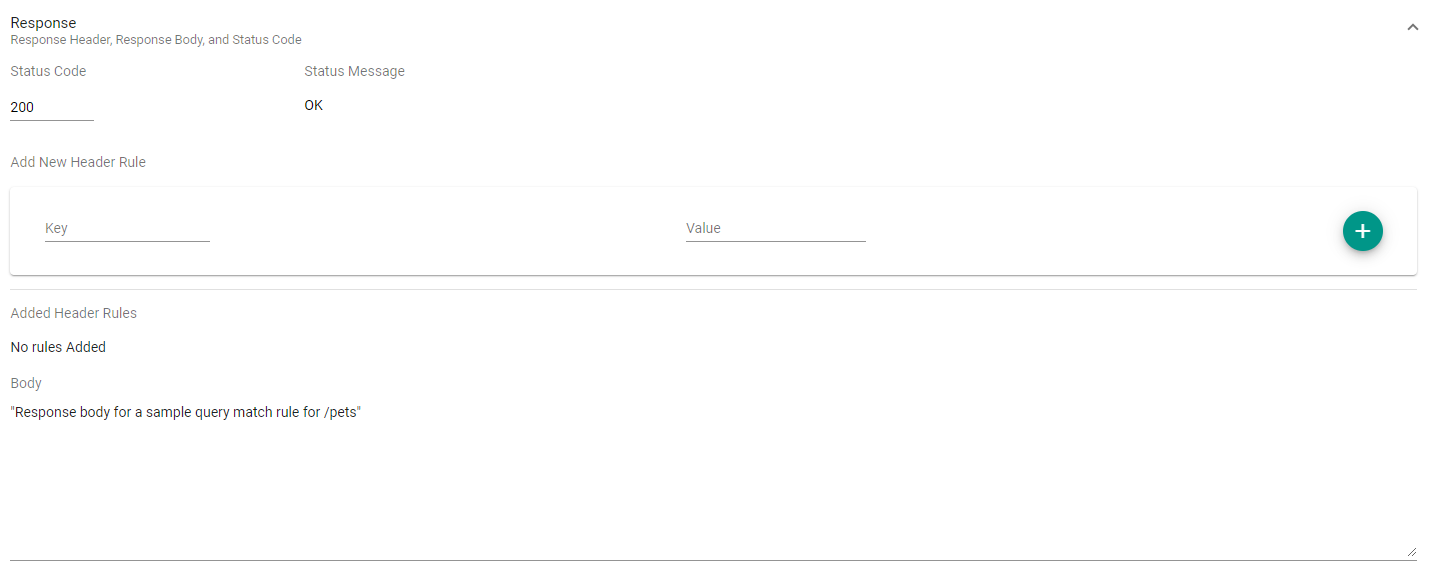 Response
Response Header, Response Body, and Status Code
Status Code Status Message
200 OK
Add New Header Rule
Key Value
Added Header Rules
No rules Added
Body
"Response body for a sample query match rule for /pets"